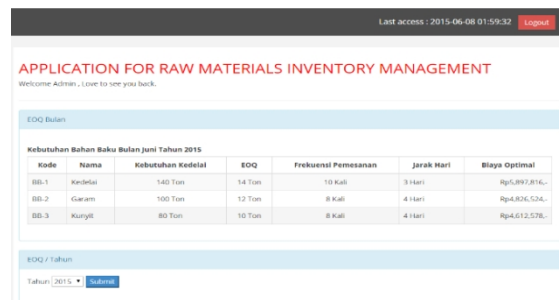 Last access : 2015-06-08 01:59:32 Logout
APPLICATION FOR RAW MATERIALS INVENTORY MANAGEMENT
Welcome Admin , Love to see you back.
EOQ Bulan
Kebutuhan Bahan Baku Bulan Juni Tahun 2015
Kode Nama Kebutuhan Kedelai EOQ Frekuensi Pemesanan Jarak Hari Biaya Optimal
BB-1 Kedelai 140 Ton 14 Ton 10 Kali 3 Hari Rp5,897,816,-
BB-2 Garam 100 Ton 12 Ton 8 Kali 4 Hari Rp4,826,524,-
BB-3 Kunyit 80 Ton 10 Ton 8 Kali 4 Hari Rp4,612,578,-
EOQ / Tahun
Tahun 2015 Submit